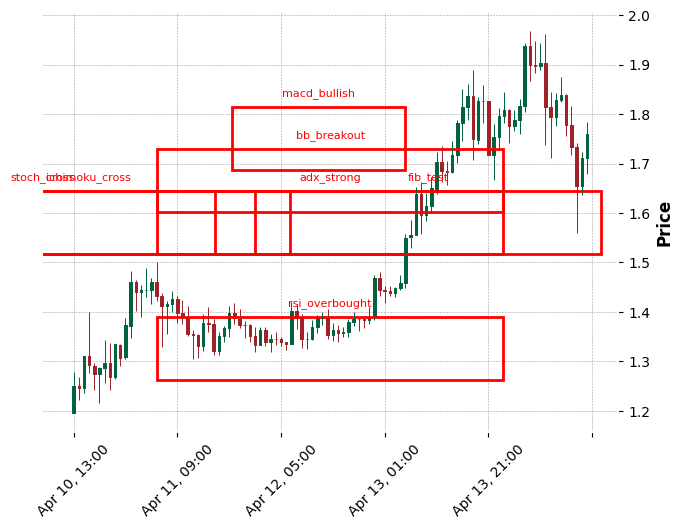 2.0
1.9
macd_bullish
1.8
bb_breakout
1.7
stoch_cross ichimoku_cross adx_strong fib_test
1.6
Price
1.5
rsi_overbought
1.4
1.3
1.2
Apr 10, 13:00
Apr 11, 09:00
Apr 12, 05:00
Apr 13, 01:00
Apr 13, 21:00